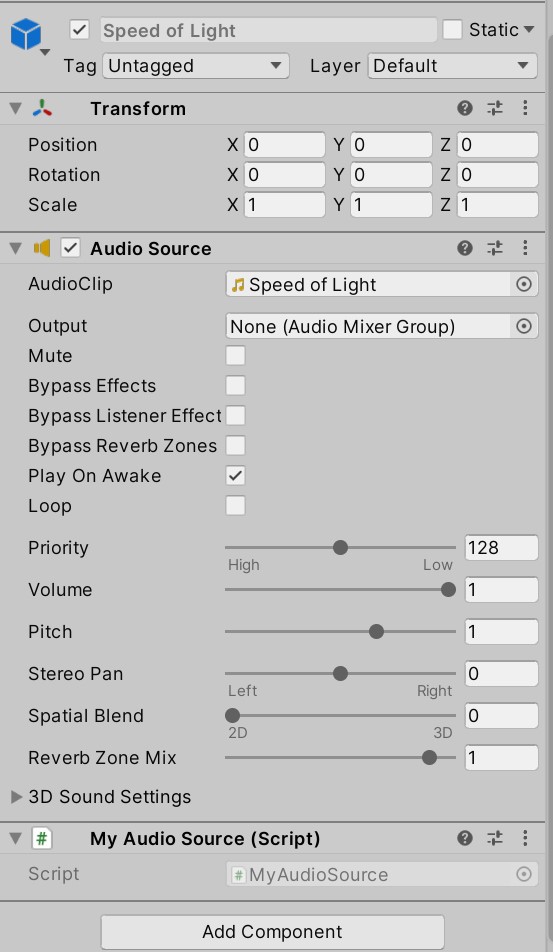 Speed of Light Static
Tag Untagged Layer Default
Transform
Position X 0 Y 0 Z 0
Rotation X 0 Y 0 Z 0
Scale X 1 Y 1 Z 1
Audio Source
AudioClip Speed of Light
Output None (Audio Mixer Group)
Mute
Bypass Effects
Bypass Listener Effect
Bypass Reverb Zones
Play On Awake
Loop
Priority 128
High Low
Volume 1
Pitch 1
Stereo Pan 0
Left Right
Spatial Blend 0
2D 3D
Reverb Zone Mix 1
3D Sound Settings
# My Audio Source (Script)
Script # MyAudioSource
Add Component